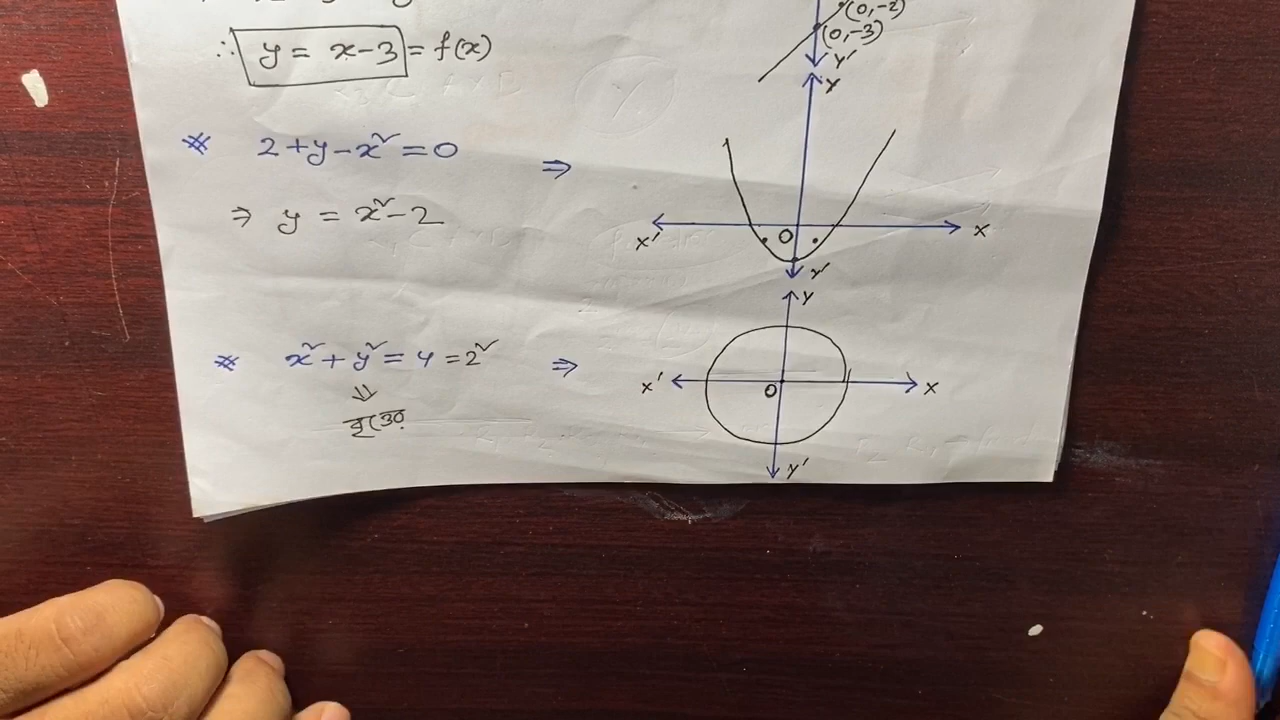 ∴ y = x-3 = f(x)
(0,-2)
(0,-3)
Y'
Y
* 2+y-x²=0 ⇒
⇒ y = x²-2
X' O X
Y'
Y
* x²+y²=4=2² ⇒
⇓
বৃত্ত
X' O X
Y'